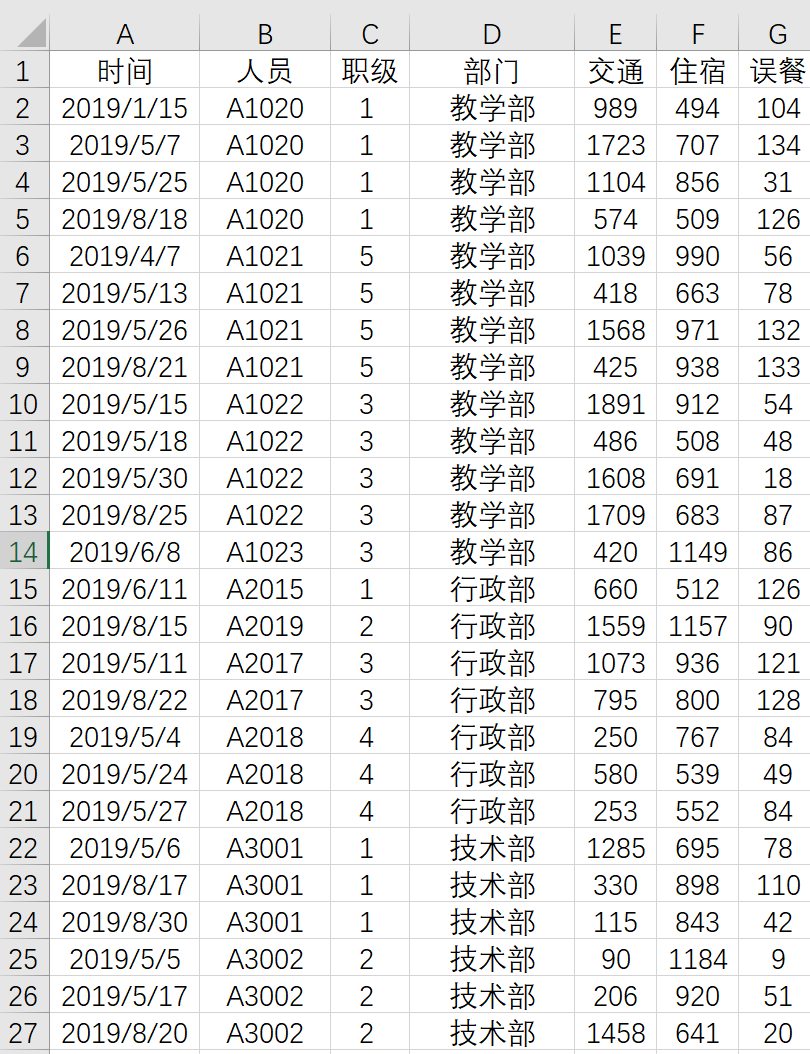 A B C D E F G
1 时间 人员 职级 部门 交通 住宿 误餐
2 2019/1/15 A1020 1 教学部 989 494 104
3 2019/5/7 A1020 1 教学部 1723 707 134
4 2019/5/25 A1020 1 教学部 1104 856 31
5 2019/8/18 A1020 1 教学部 574 509 126
6 2019/4/7 A1021 5 教学部 1039 990 56
7 2019/5/13 A1021 5 教学部 418 663 78
8 2019/5/26 A1021 5 教学部 1568 971 132
9 2019/8/21 A1021 5 教学部 425 938 133
10 2019/5/15 A1022 3 教学部 1891 912 54
11 2019/5/18 A1022 3 教学部 486 508 48
12 2019/5/30 A1022 3 教学部 1608 691 18
13 2019/8/25 A1022 3 教学部 1709 683 87
14 2019/6/8 A1023 3 教学部 420 1149 86
15 2019/6/11 A2015 1 行政部 660 512 126
16 2019/8/15 A2019 2 行政部 1559 1157 90
17 2019/5/11 A2017 3 行政部 1073 936 121
18 2019/8/22 A2017 3 行政部 795 800 128
19 2019/5/4 A2018 4 行政部 250 767 84
20 2019/5/24 A2018 4 行政部 580 539 49
21 2019/5/27 A2018 4 行政部 253 552 84
22 2019/5/6 A3001 1 技术部 1285 695 78
23 2019/8/17 A3001 1 技术部 330 898 110
24 2019/8/30 A3001 1 技术部 115 843 42
25 2019/5/5 A3002 2 技术部 90 1184 9
26 2019/5/17 A3002 2 技术部 206 920 51
27 2019/8/20 A3002 2 技术部 1458 641 20